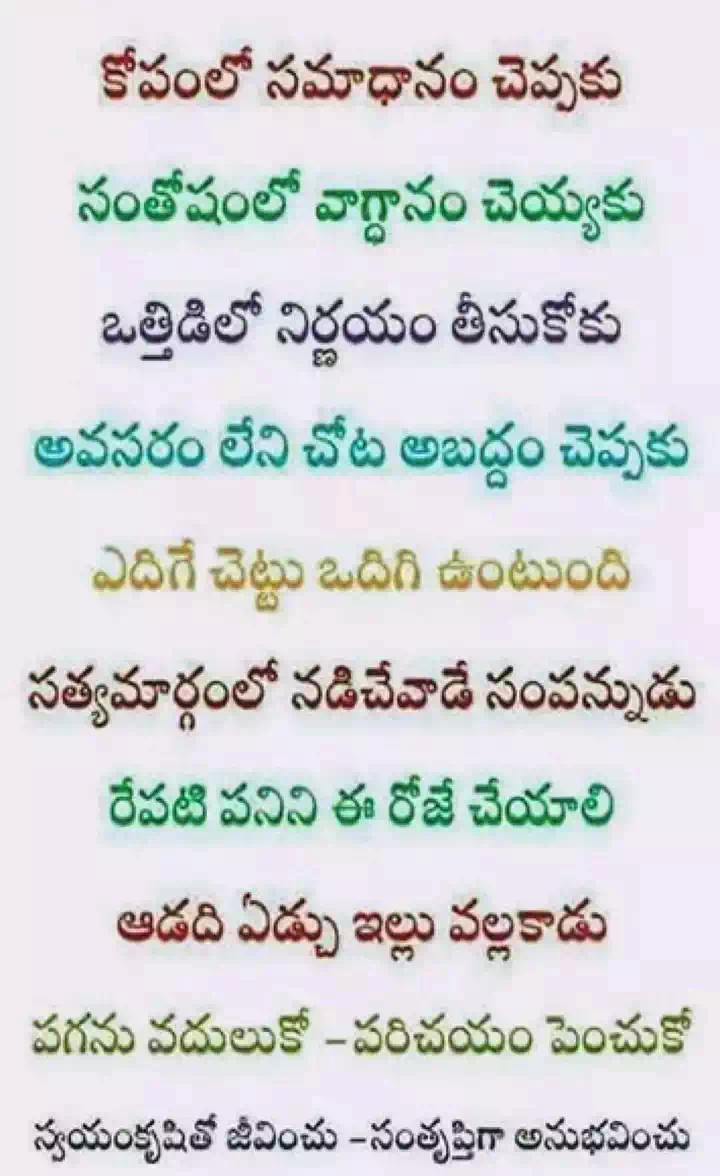 కోపంలో సమాధానం చెప్పకు
సంతోషంలో వాగ్ధానం చెయ్యకు
ఒత్తిడిలో నిర్ణయం తీసుకోకు
అవసరం లేని చోట అబద్దం చెప్పకు
ఎదిగే చెట్టు ఒదిగి ఉంటుంది
సత్యమార్గంలో నడిచేవాడే సంపన్నుడు
రేపటి పనిని ఈ రోజే చేయాలి
ఆడది ఏడ్చు ఇల్లు వల్లకాడు
పగను వదులుకో – పరిచయం పెంచుకో
స్వయంకృషితో జీవించు – సంతృప్తిగా అనుభవించు